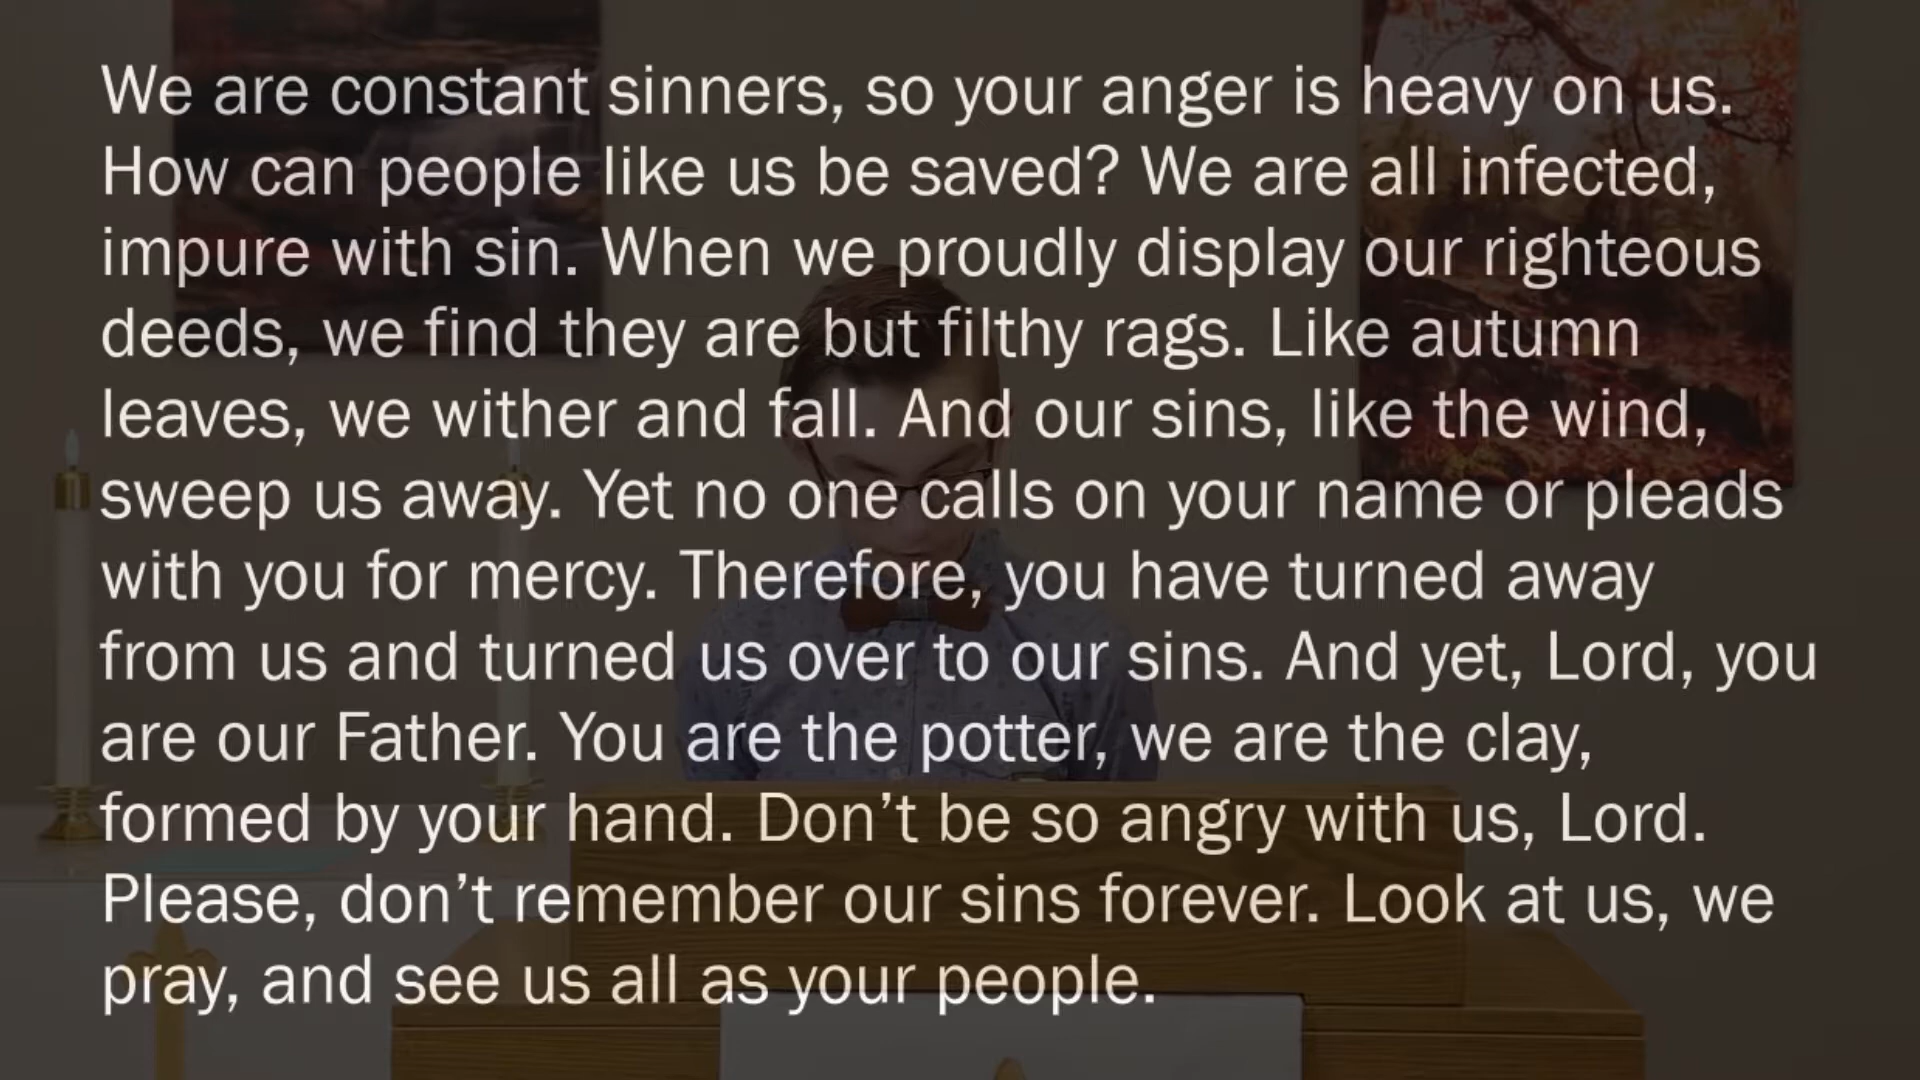 We are constant sinners, so your anger is heavy on us.
How can people like us be saved? We are all infected,
impure with sin. When we proudly display our righteous
deeds, we find they are but filthy rags. Like autumn
leaves, we wither and fall. And our sins, like the wind,
sweep us away. Yet no one calls on your name or pleads
with you for mercy. Therefore, you have turned away
from us and turned us over to our sins. And yet, Lord, you
are our Father. You are the potter, we are the clay,
formed by your hand. Don’t be so angry with us, Lord.
Please, don’t remember our sins forever. Look at us, we
pray, and see us all as your people.